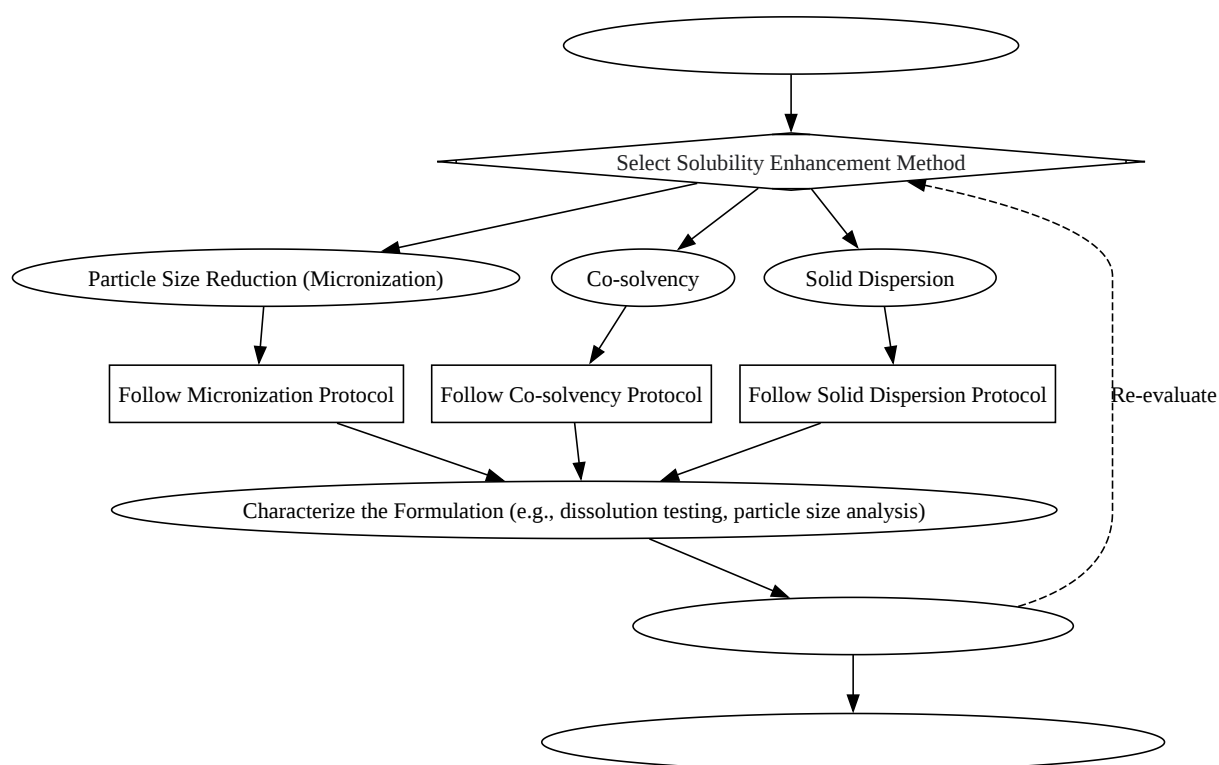 Select Solubility Enhancement Method
Particle Size Reduction (Micronization)
Co-solvency
Solid Dispersion
Follow Micronization Protocol
Follow Co-solvency Protocol
Follow Solid Dispersion Protocol
Re-evaluate
Characterize the Formulation (e.g., dissolution testing, particle size analysis)